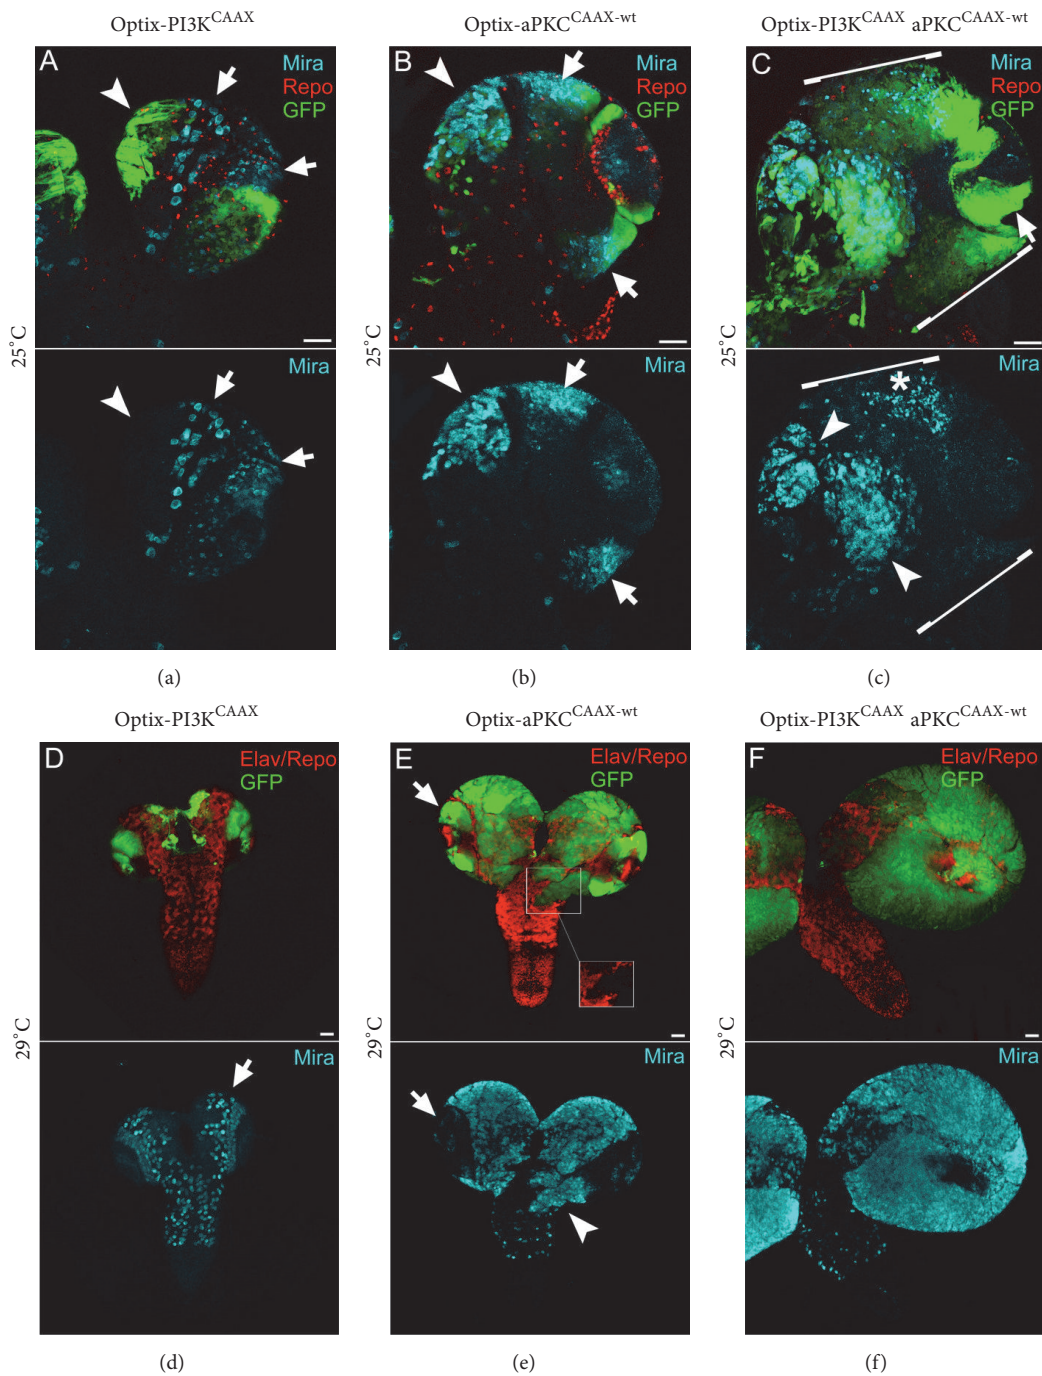 Optix-PI3K^CAAX
Optix-aPKC^CAAX-wt
Optix-PI3K^CAAX aPKC^CAAX-wt
25°C
A
Mira
Repo
GFP
B
Mira
Repo
GFP
C
Mira
Repo
GFP
Mira
Mira
Mira
*
(a)
(b)
(c)
Optix-PI3K^CAAX
Optix-aPKC^CAAX-wt
Optix-PI3K^CAAX aPKC^CAAX-wt
29°C
D
Elav/Repo
GFP
E
Elav/Repo
GFP
F
Elav/Repo
GFP
Mira
Mira
Mira
(d)
(e)
(f)
25°C
25°C
29°C
29°C